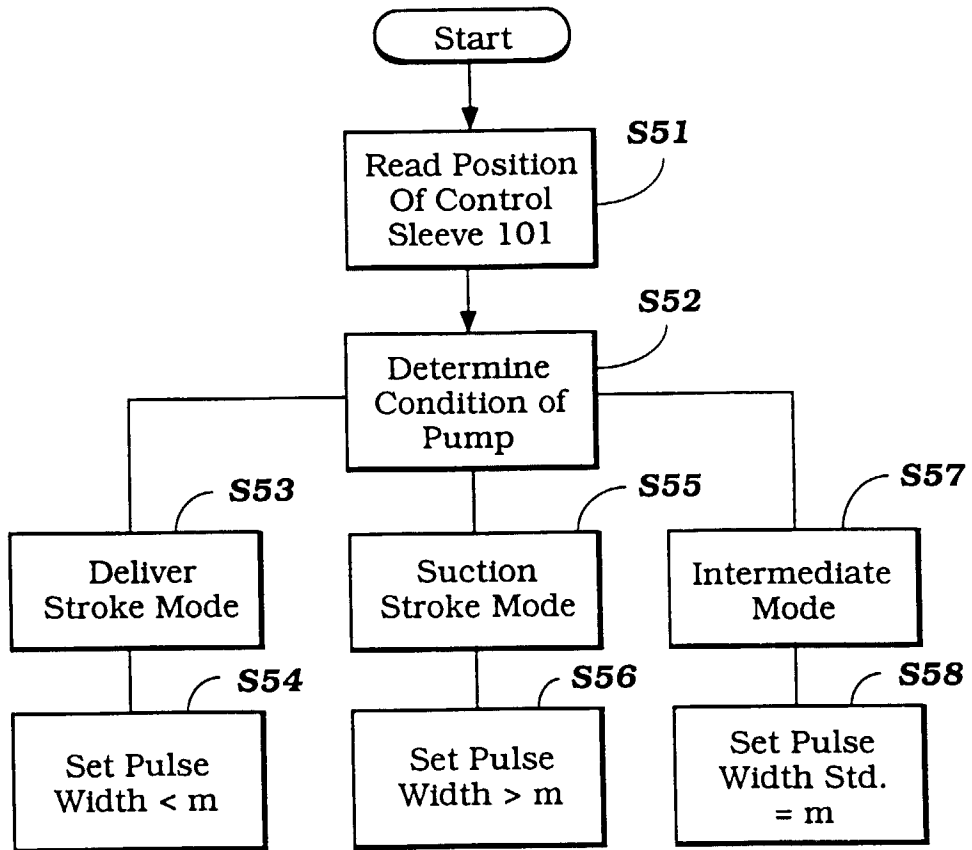 Start
S51
Read Position
Of Control
Sleeve 101
S52
Determine
Condition of
Pump
S53
Deliver
Stroke Mode
S55
Suction
Stroke Mode
S57
Intermediate
Mode
S54
Set Pulse
Width < m
S56
Set Pulse
Width > m
S58
Set Pulse
Width Std.
= m